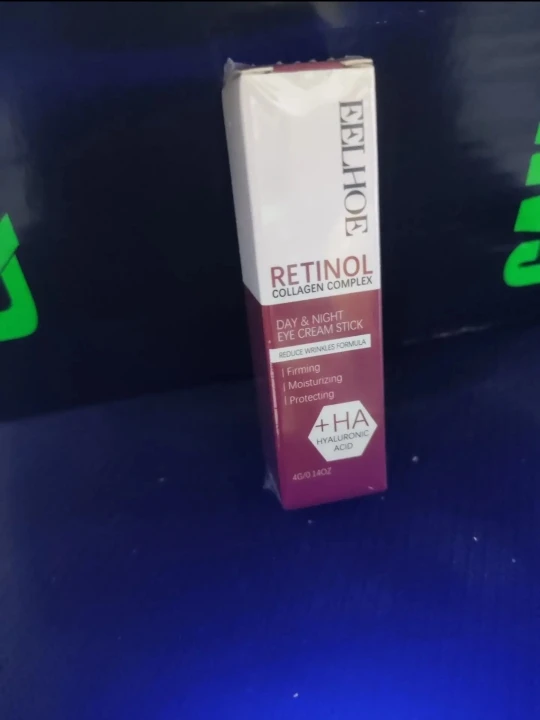 EELHOE
RETINOL
COLLAGEN COMPLEX
DAY & NIGHT
EYE CREAM STICK
REDUCE WRINKLES FORMULA
| Firming
| Moisturizing
| Protecting
+HA
HYALURONIC
ACID
4G/0.14OZ